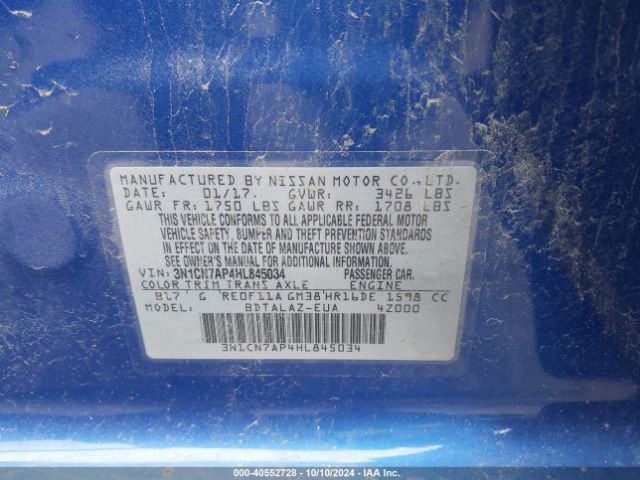 MANUFACTURED BY NISSAN MOTOR CO.,LTD.
DATE: 01/17. GVWR: 3426 LBS
GAWR FR: 1750 LBS GAWR RR: 1708 LBS
THIS VEHICLE CONFORMS TO ALL APPLICABLE FEDERAL MOTOR
VEHICLE SAFETY, BUMPER AND THEFT PREVENTION STANDARDS
IN EFFECT ON THE DATE OF MANUFACTURE SHOWN ABOVE.
SEE OWNER'S MANUAL FOR ADDITIONAL INFORMATION.
VIN: 3N1CN7AP4HL845034 PASSENGER CAR.
COLOR TRIM TRANS AXLE ENGINE
B17 G RE0F11A GM38 HR16DE 1598 CC
MODEL: BDTALAZ-EUA 4Z000
3N1CN7AP4HL845034
000-40552728 - 10/10/2024 - IAA Inc.